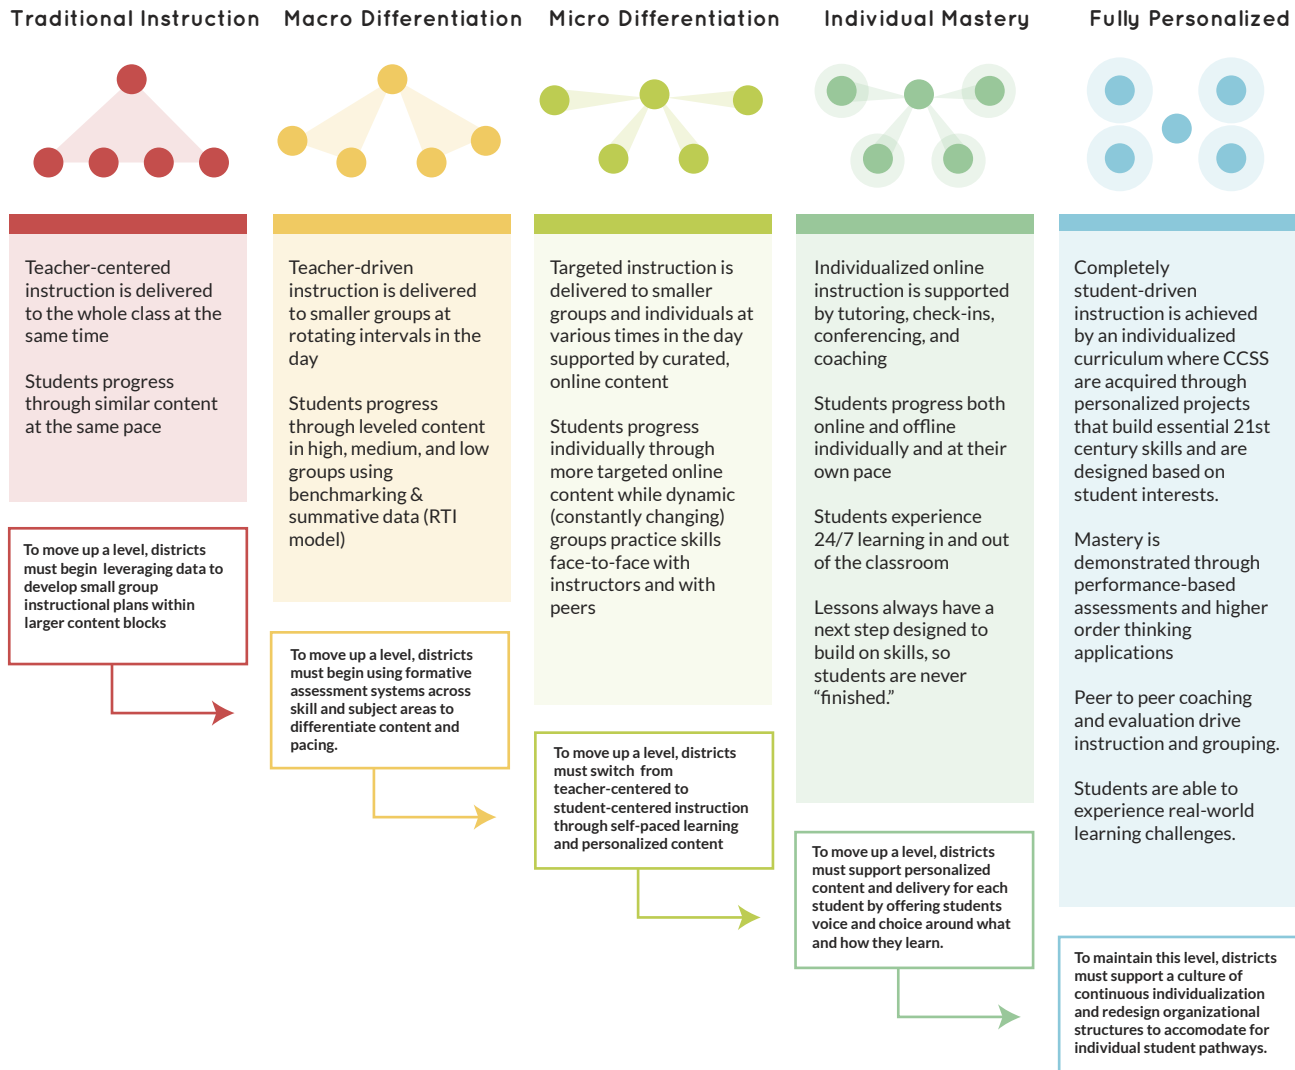 Traditional Instruction
Macro Differentiation
Micro Differentiation
Individual Mastery
Fully Personalized
Teacher-centered
instruction is delivered
to the whole class at the
same time
Students progress
through similar content
at the same pace
To move up a level, districts
must begin leveraging data to
develop small group
instructional plans within
larger content blocks
Teacher-driven
instruction is delivered
to smaller groups at
rotating intervals in the
day
Students progress
through leveled content
in high, medium, and low
groups using
benchmarking &
summative data (RTI
model)
To move up a level, districts
must begin using formative
assessment systems across
skill and subject areas to
differentiate content and
pacing.
Targeted instruction is
delivered to smaller
groups and individuals at
various times in the day
supported by curated,
online content
Students progress
individually through
more targeted online
content while dynamic
(constantly changing)
groups practice skills
face-to-face with
instructors and with
peers
To move up a level, districts
must switch from
teacher-centered to
student-centered instruction
through self-paced learning
and personalized content
Individualized online
instruction is supported
by tutoring, check-ins,
conferencing, and
coaching
Students progress both
online and offline
individually and at their
own pace
Students experience
24/7 learning in and out
of the classroom
Lessons always have a
next step designed to
build on skills, so
students are never
“finished.”
To move up a level, districts
must support personalized
content and delivery for each
student by offering students
voice and choice around what
and how they learn.
Completely
student-driven
instruction is achieved
by an individualized
curriculum where CCSS
are acquired through
personalized projects
that build essential 21st
century skills and are
designed based on
student interests.
Mastery is
demonstrated through
performance-based
assessments and higher
order thinking
applications
Peer to peer coaching
and evaluation drive
instruction and grouping.
Students are able to
experience real-world
learning challenges.
To maintain this level, districts
must support a culture of
continuous individualization
and redesign organizational
structures to accomodate for
individual student pathways.